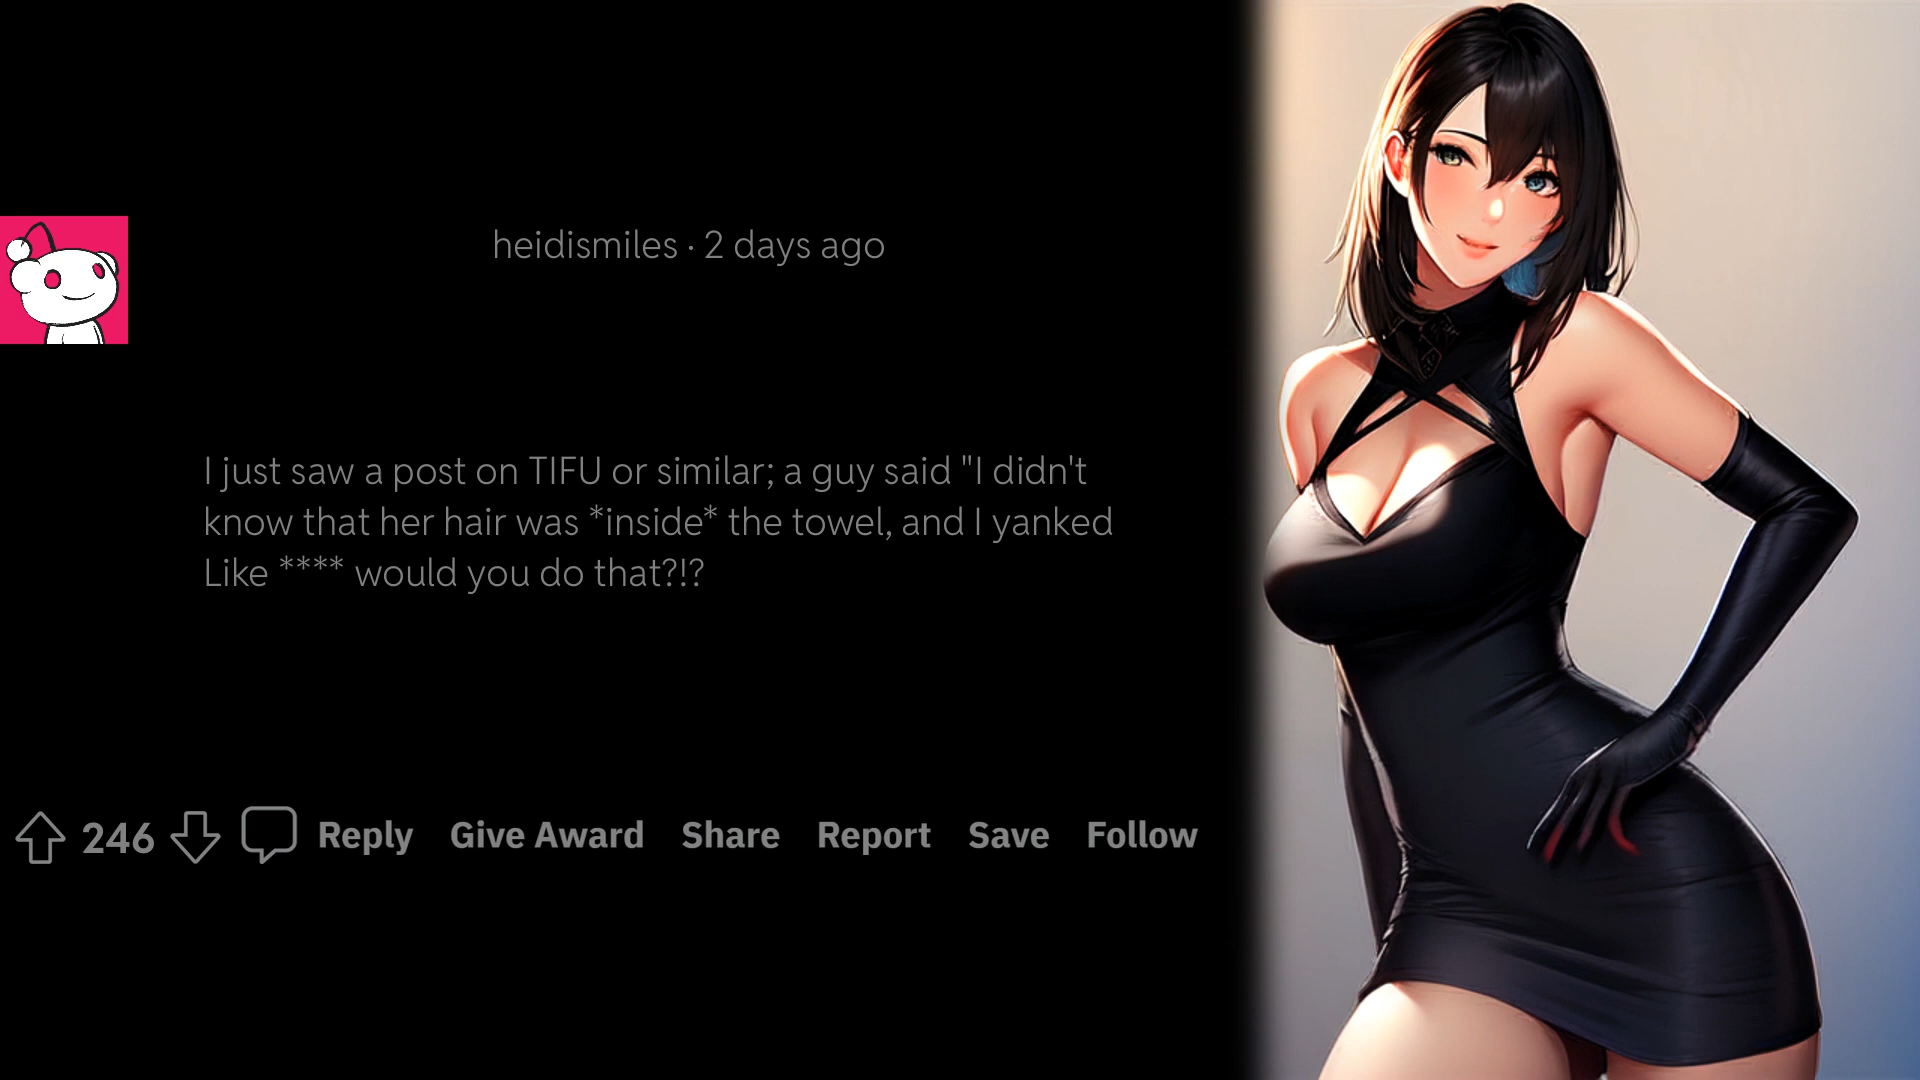 heidismiles · 2 days ago
I just saw a post on TIFU or similar; a guy said "I didn't
know that her hair was *inside* the towel, and I yanked
Like **** would you do that?!?
246 Reply Give Award Share Report Save Follow